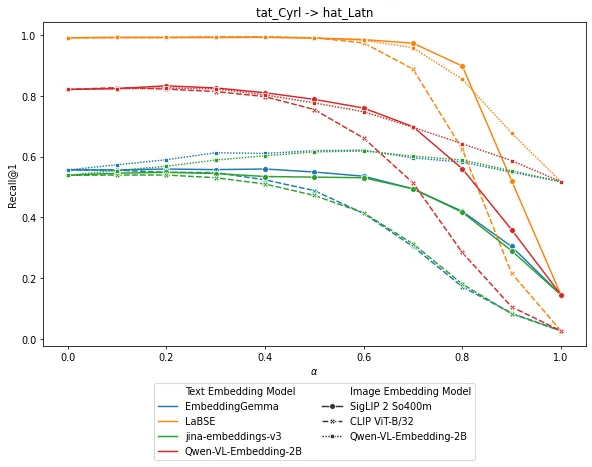 tat_Cyrl -> hat_Latn
Recall@1
1.0
0.8
0.6
0.4
0.2
0.0
0.0
0.2
0.4
0.6
0.8
1.0
α
Text Embedding Model
EmbeddingGemma
LaBSE
jina-embeddings-v3
Qwen-VL-Embedding-2B
Image Embedding Model
SigLIP 2 So400m
CLIP ViT-B/32
Qwen-VL-Embedding-2B